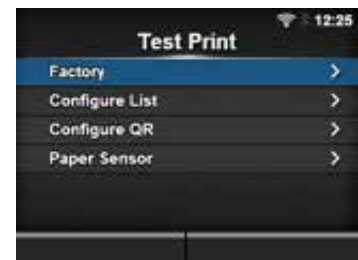 12:25
Test Print
Factory
Configure List
Configure QR
Paper Sensor